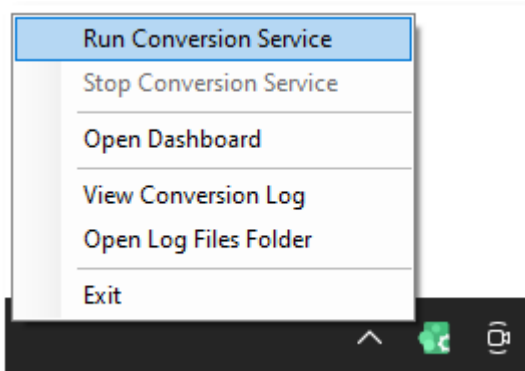 Run Conversion Service
Stop Conversion Service
Open Dashboard
View Conversion Log
Open Log Files Folder
Exit